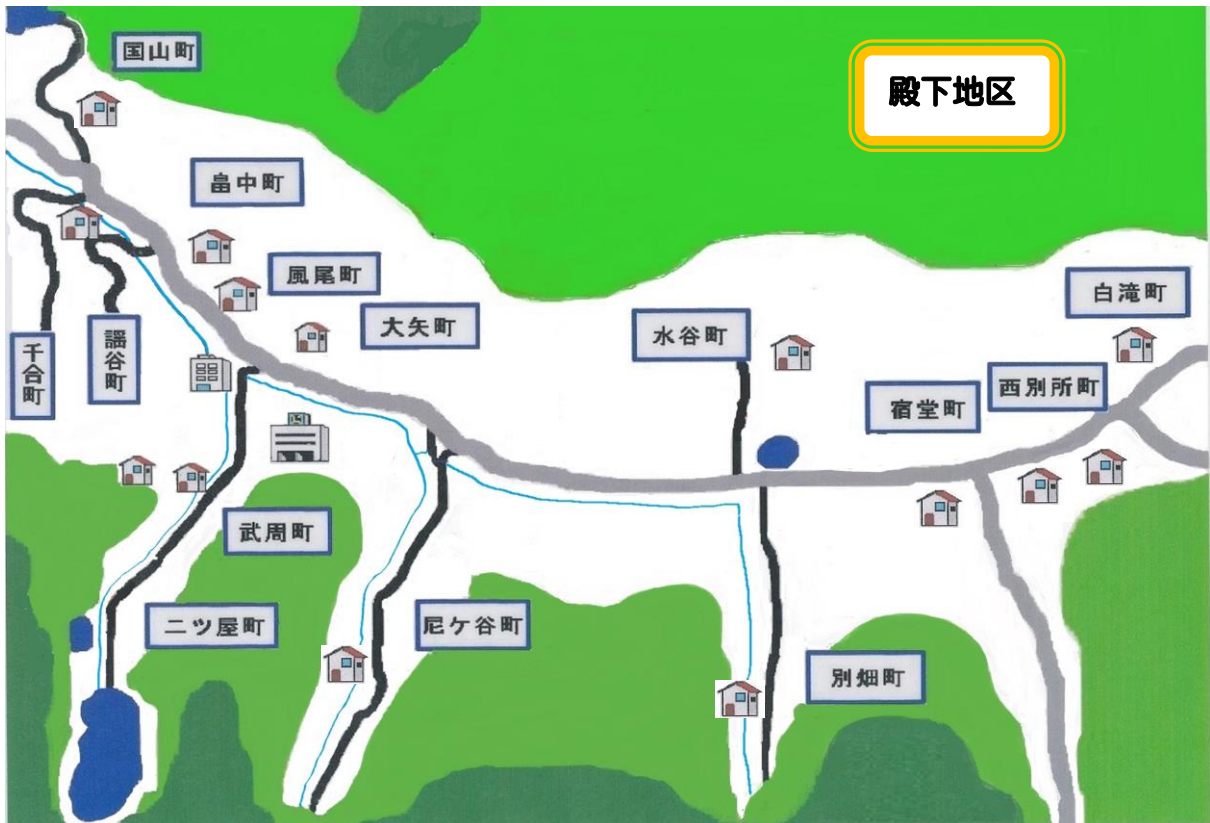 国山町
殿下地区
畠中町
風尾町
大矢町
白滝町
水谷町
千合町
謡谷町
西別所町
宿堂町
武周町
二ツ屋町
尼ケ谷町
別畑町